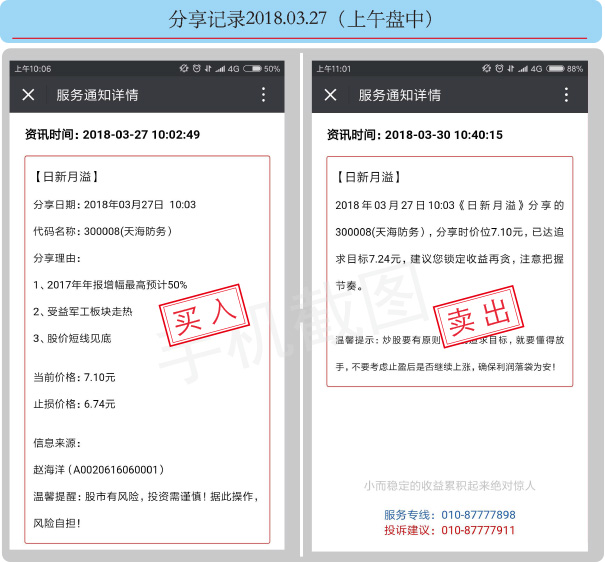 分享记录2018.03.27（上午盘中）
上午10:06
4G 50%
服务通知详情
资讯时间: 2018-03-27 10:02:49
【日新月溢】
分享日期: 2018年03月27日 10:03
代码名称: 300008(天海防务)
分享理由:
1、2017年年报增幅最高预计50%
2、受益军工板块走热
3、股价短线见底
买入
当前价格: 7.10元
止损价格: 6.74元
信息来源:
赵海洋（A0020616060001）
温馨提醒: 股市有风险, 投资需谨慎! 据此操作,
风险自担!
上午11:01
4G 88%
服务通知详情
资讯时间: 2018-03-30 10:40:15
【日新月溢】
2018年03月27日10:03《日新月溢》分享的
300008(天海防务) , 分享时价位7.10元, 已达追
求目标7.24元, 建议您锁定收益再贪, 注意把握
节奏。
卖出
温馨提示: 炒股要有原则 追求目标, 就要懂得放
手, 不要考虑止盈后是否继续上涨, 确保利润落袋为安!
小而稳定的收益累积起来绝对惊人
服务专线: 010-87777898
投诉建议: 010-87777911
手机截图